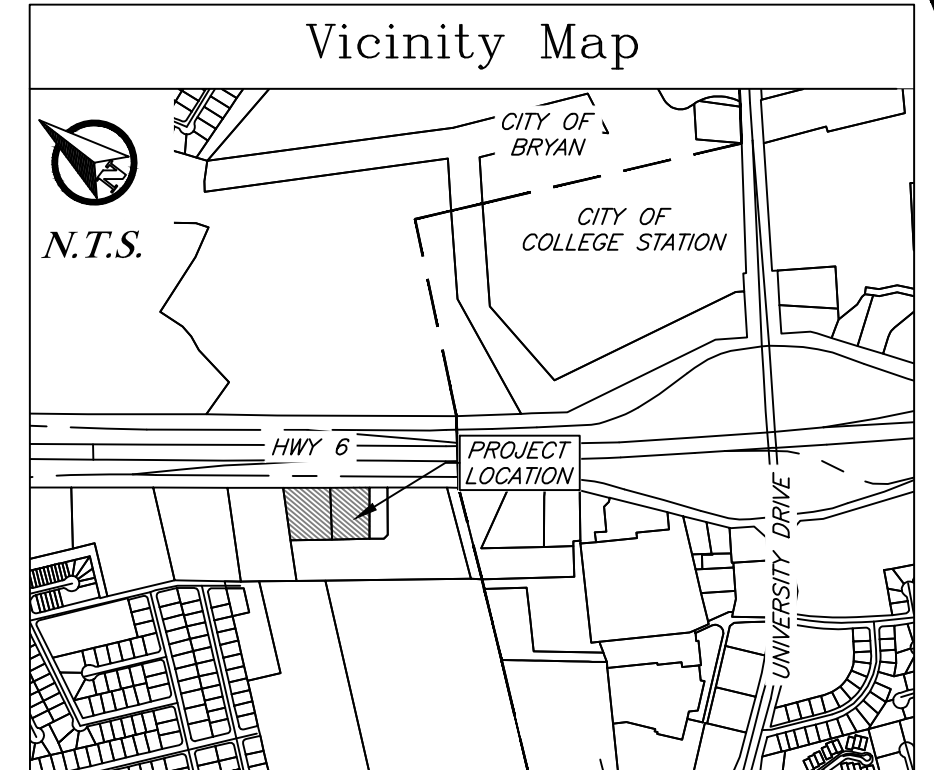 Vicinity Map
CITY OF
BRYAN
N
N.T.S.
CITY OF
COLLEGE STATION
HWY 6
PROJECT
LOCATION
UNIVERSITY DRIVE